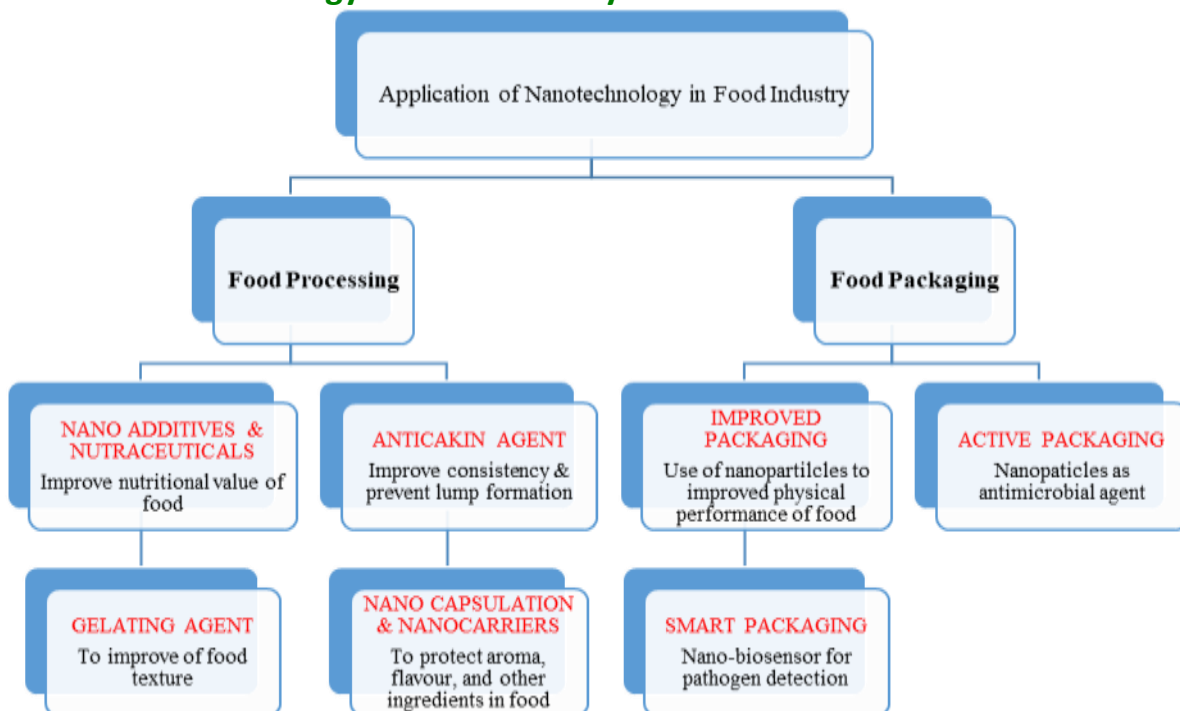 Application of Nanotechnology in Food Industry
Food Processing
Food Packaging
NANO ADDITIVES &
NUTRACEUTICALS
Improve nutritional value of
food
ANTICAKIN AGENT
Improve consistency &
prevent lump formation
IMPROVED
PACKAGING
Use of nanopartilcles to
improved physical
performance of food
ACTIVE PACKAGING
Nanopaticles as
antimicrobial agent
GELATING AGENT
To improve of food
texture
NANO CAPSULATION
& NANOCARRIERS
To protect aroma,
flavour, and other
ingredients in food
SMART PACKAGING
Nano-biosensor for
pathogen detection